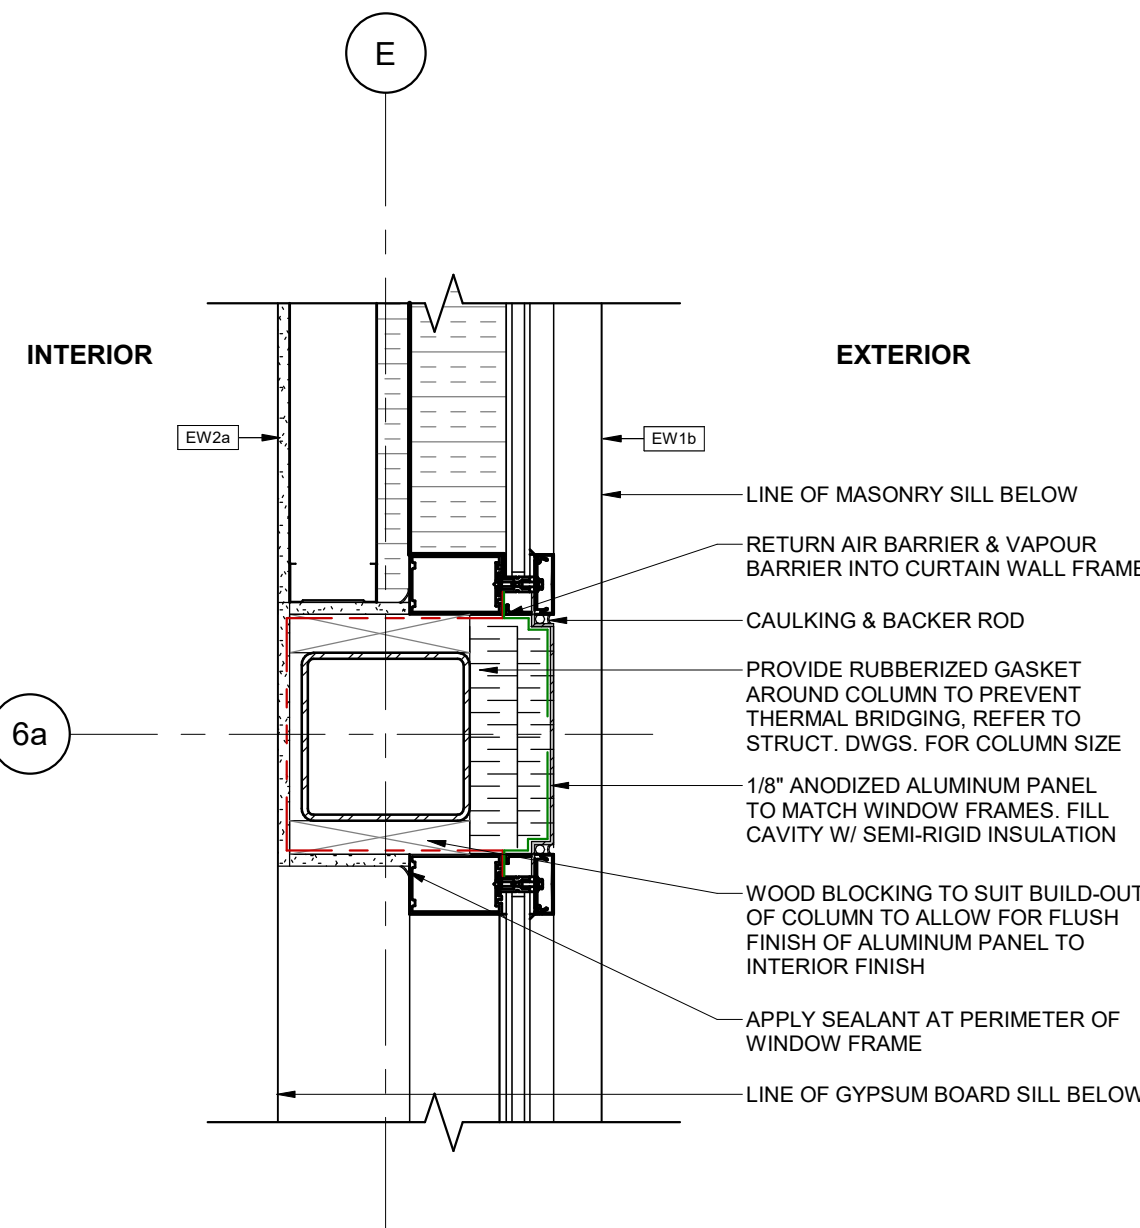 E
INTERIOR
EXTERIOR
EW2a
EW1b
LINE OF MASONRY SILL BELOW
RETURN AIR BARRIER & VAPOUR
BARRIER INTO CURTAIN WALL FRAME
CAULKING & BACKER ROD
PROVIDE RUBBERIZED GASKET
AROUND COLUMN TO PREVENT
THERMAL BRIDGING, REFER TO
STRUCT. DWGS. FOR COLUMN SIZE
6a
1/8" ANODIZED ALUMINUM PANEL
TO MATCH WINDOW FRAMES. FILL
CAVITY W/ SEMI-RIGID INSULATION
WOOD BLOCKING TO SUIT BUILD-OUT
OF COLUMN TO ALLOW FOR FLUSH
FINISH OF ALUMINUM PANEL TO
INTERIOR FINISH
APPLY SEALANT AT PERIMETER OF
WINDOW FRAME
LINE OF GYPSUM BOARD SILL BELOW